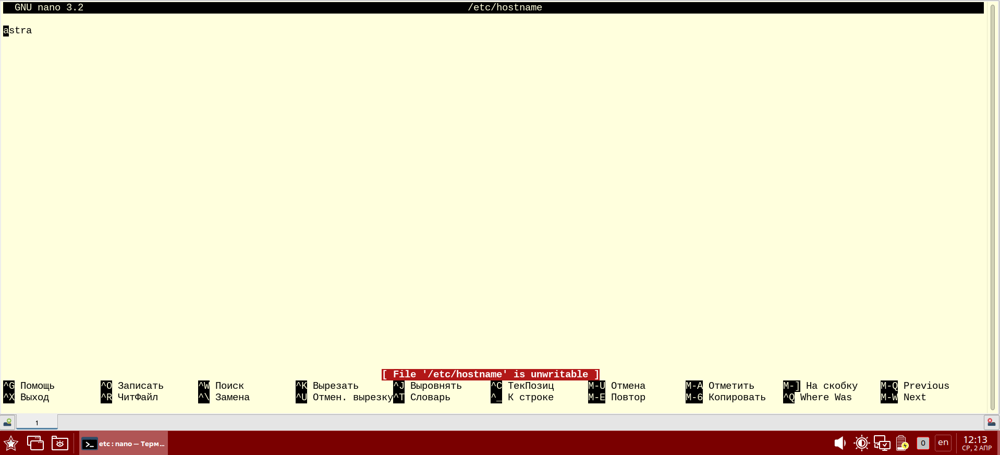 GNU nano 3.2 /etc/hostname
astra
[ File '/etc/hostname' is unwritable ]
^G Помощь ^O Записать ^W Поиск ^K Вырезать ^J Выровнять ^C ТекПозиц M-U Отмена M-A Отметить M-] На скобку M-Q Previous
^X Выход ^R ЧитФайл ^\ Замена ^U Отмен. вырезку ^T Словарь ^_ К строке M-E Повтор M-6 Копировать ^Q Where Was M-W Next
1
etc : nano — Терм...
0 en 12:13
СР, 2 АПР